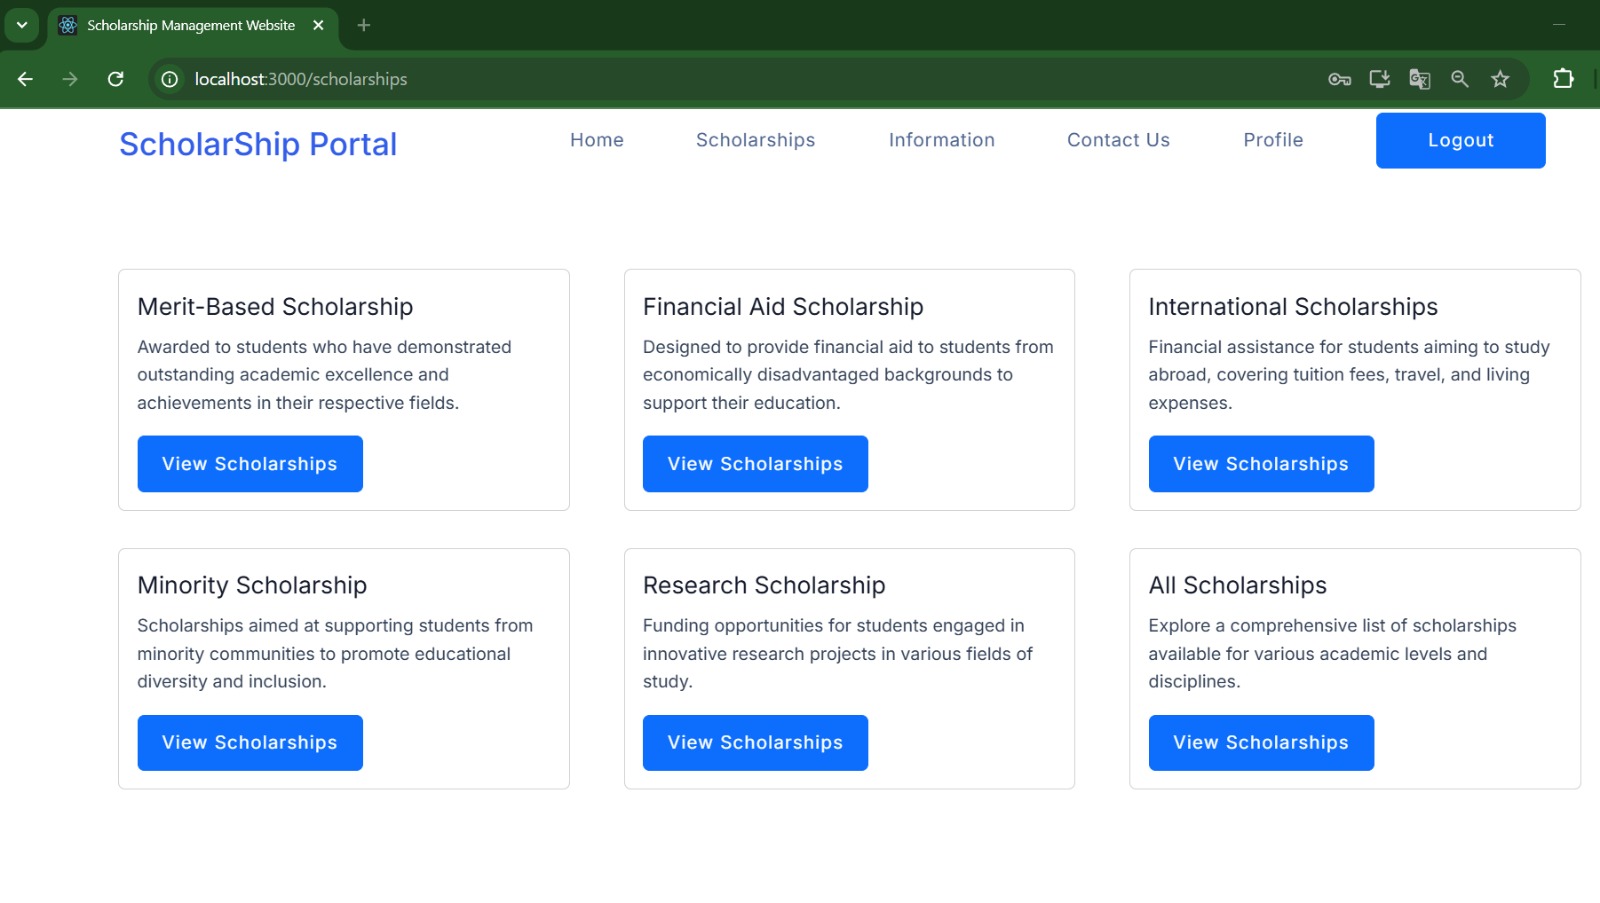 Scholarship Management Website
localhost:3000/scholarships
ScholarShip Portal
Home
Scholarships
Information
Contact Us
Profile
Logout
Merit-Based Scholarship
Awarded to students who have demonstrated
outstanding academic excellence and
achievements in their respective fields.
View Scholarships
Financial Aid Scholarship
Designed to provide financial aid to students from
economically disadvantaged backgrounds to
support their education.
View Scholarships
International Scholarships
Financial assistance for students aiming to study
abroad, covering tuition fees, travel, and living
expenses.
View Scholarships
Minority Scholarship
Scholarships aimed at supporting students from
minority communities to promote educational
diversity and inclusion.
View Scholarships
Research Scholarship
Funding opportunities for students engaged in
innovative research projects in various fields of
study.
View Scholarships
All Scholarships
Explore a comprehensive list of scholarships
available for various academic levels and
disciplines.
View Scholarships